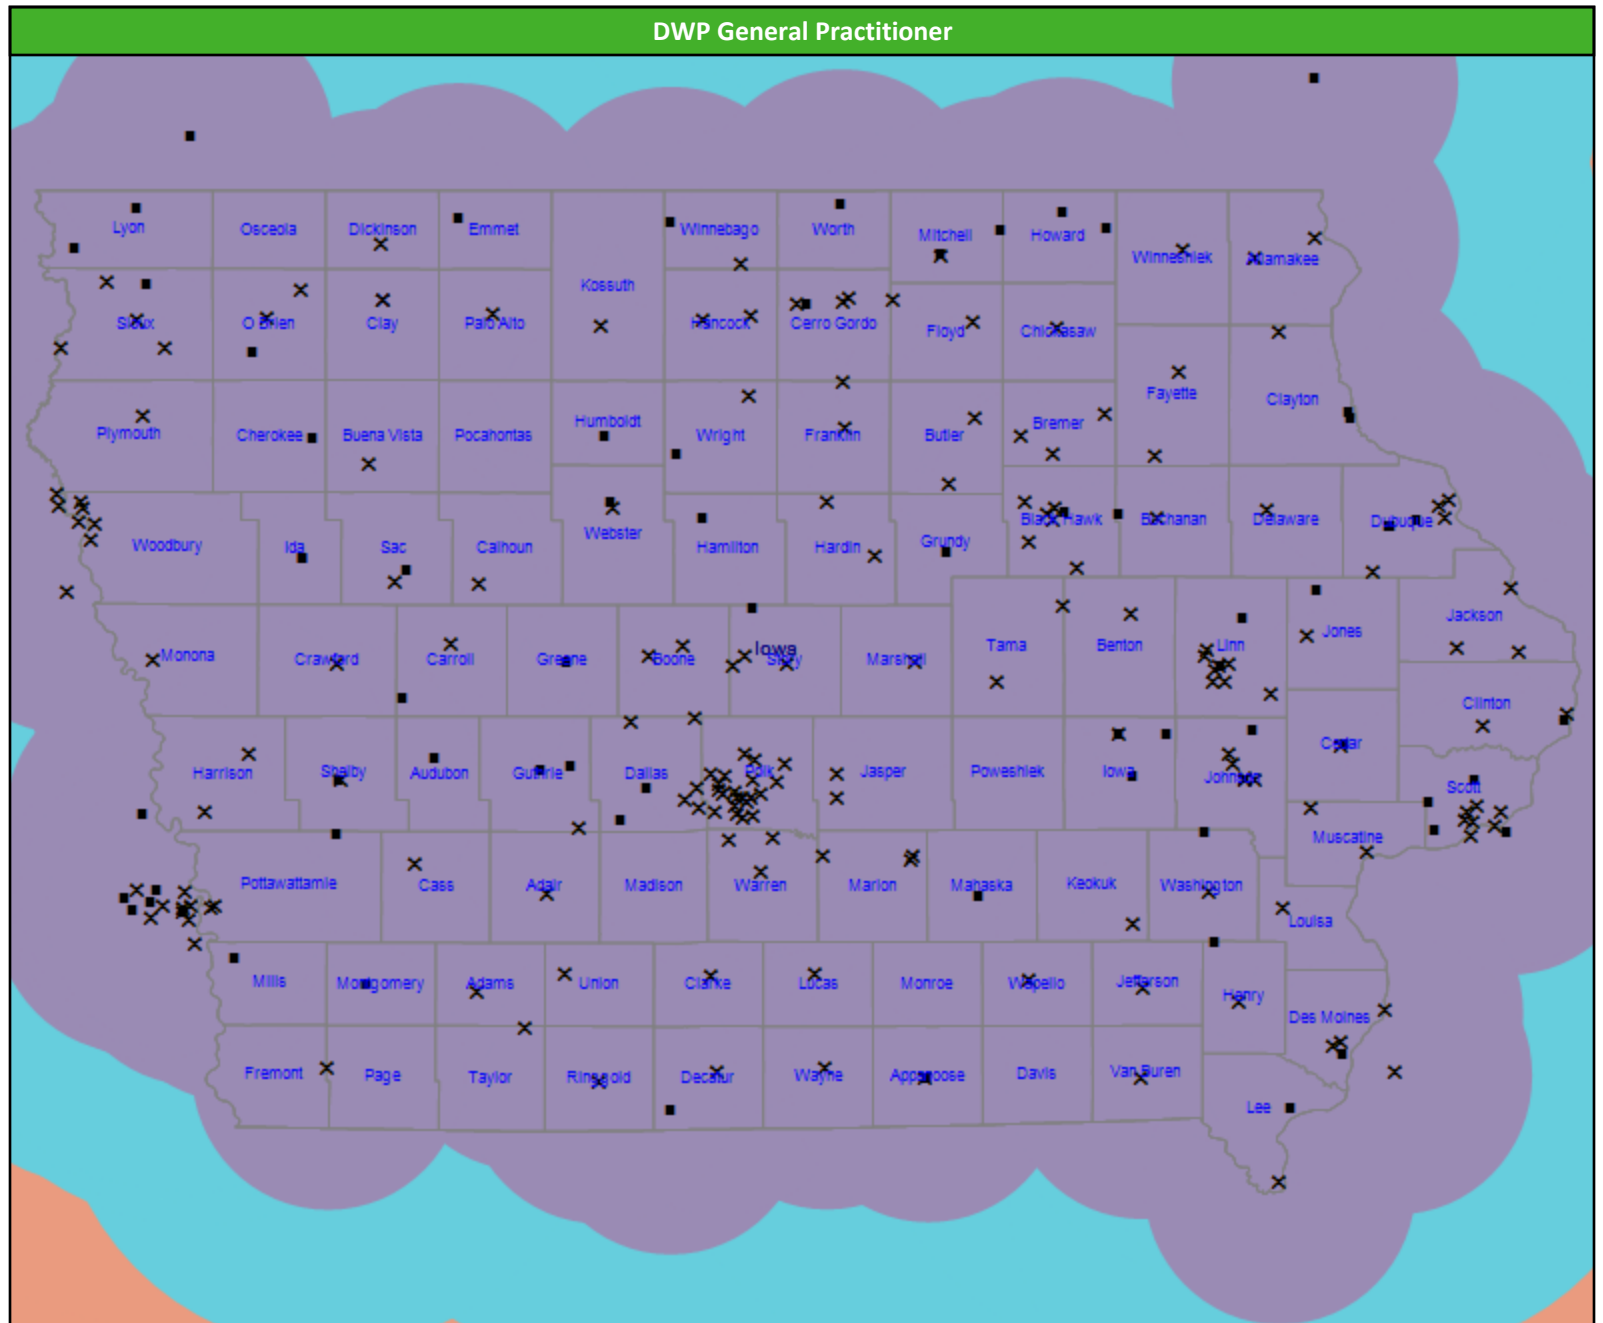 DWP General Practitioner
Lyon
Osceola
Dickinson
Emmet
Winnebago
Worth
Mitchell
Howard
Winneshiek
Allamakee
Kossuth
Sioux
O Brien
Clay
Palo Alto
Hancock
Cerro Gordo
Floyd
Chickasaw
Fayette
Clayton
Plymouth
Cherokee
Buena Vista
Pocahontas
Humboldt
Wright
Franklin
Butler
Bremer
Woodbury
Ida
Sac
Calhoun
Webster
Hamilton
Hardin
Grundy
Black Hawk
Buchanan
Delaware
Dubuque
Monona
Crawford
Carroll
Greene
Boone
Iowa
Story
Marshall
Tama
Benton
Linn
Jones
Jackson
Clinton
Harrison
Shelby
Audubon
Guthrie
Dallas
Polk
Jasper
Poweshiek
Iowa
Johnson
Cedar
Scott
Muscatine
Pottawattamie
Cass
Adair
Madison
Warren
Marion
Mahaska
Keokuk
Washington
Louisa
Mills
Montgomery
Adams
Union
Clarke
Lucas
Monroe
Wapello
Jefferson
Henry
Des Moines
Fremont
Page
Taylor
Ringgold
Decatur
Wayne
Appanoose
Davis
Van Buren
Lee